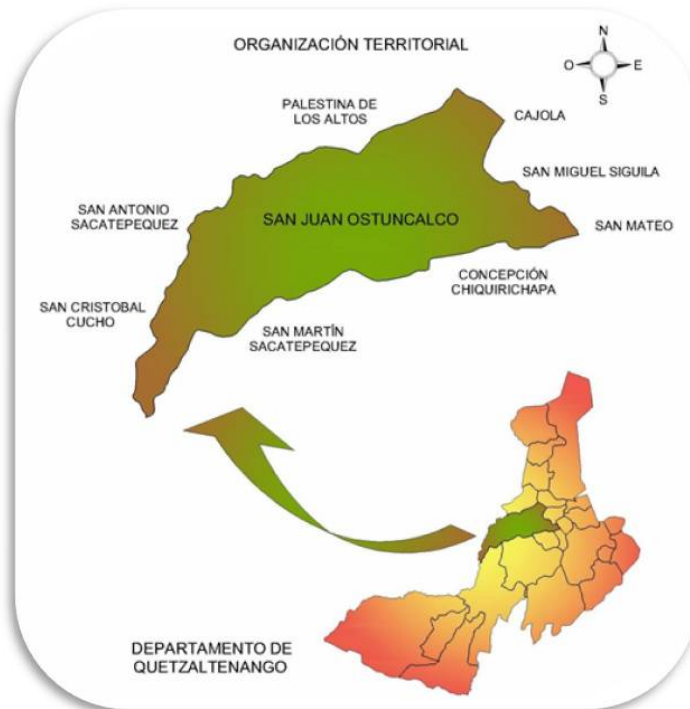 ORGANIZACIÓN TERRITORIAL
N
O
E
S
PALESTINA DE
LOS ALTOS
CAJOLA
SAN MIGUEL SIGUILA
SAN ANTONIO
SACATEPEQUEZ
SAN JUAN OSTUNCALCO
SAN MATEO
CONCEPCIÓN
CHIQUIRICHAPA
SAN CRISTOBAL
CUCHO
SAN MARTÍN
SACATEPEQUEZ
DEPARTAMENTO DE
QUETZALTENANGO